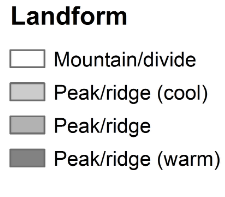 Landform
Mountain/divide
Peak/ridge (cool)
Peak/ridge
Peak/ridge (warm)